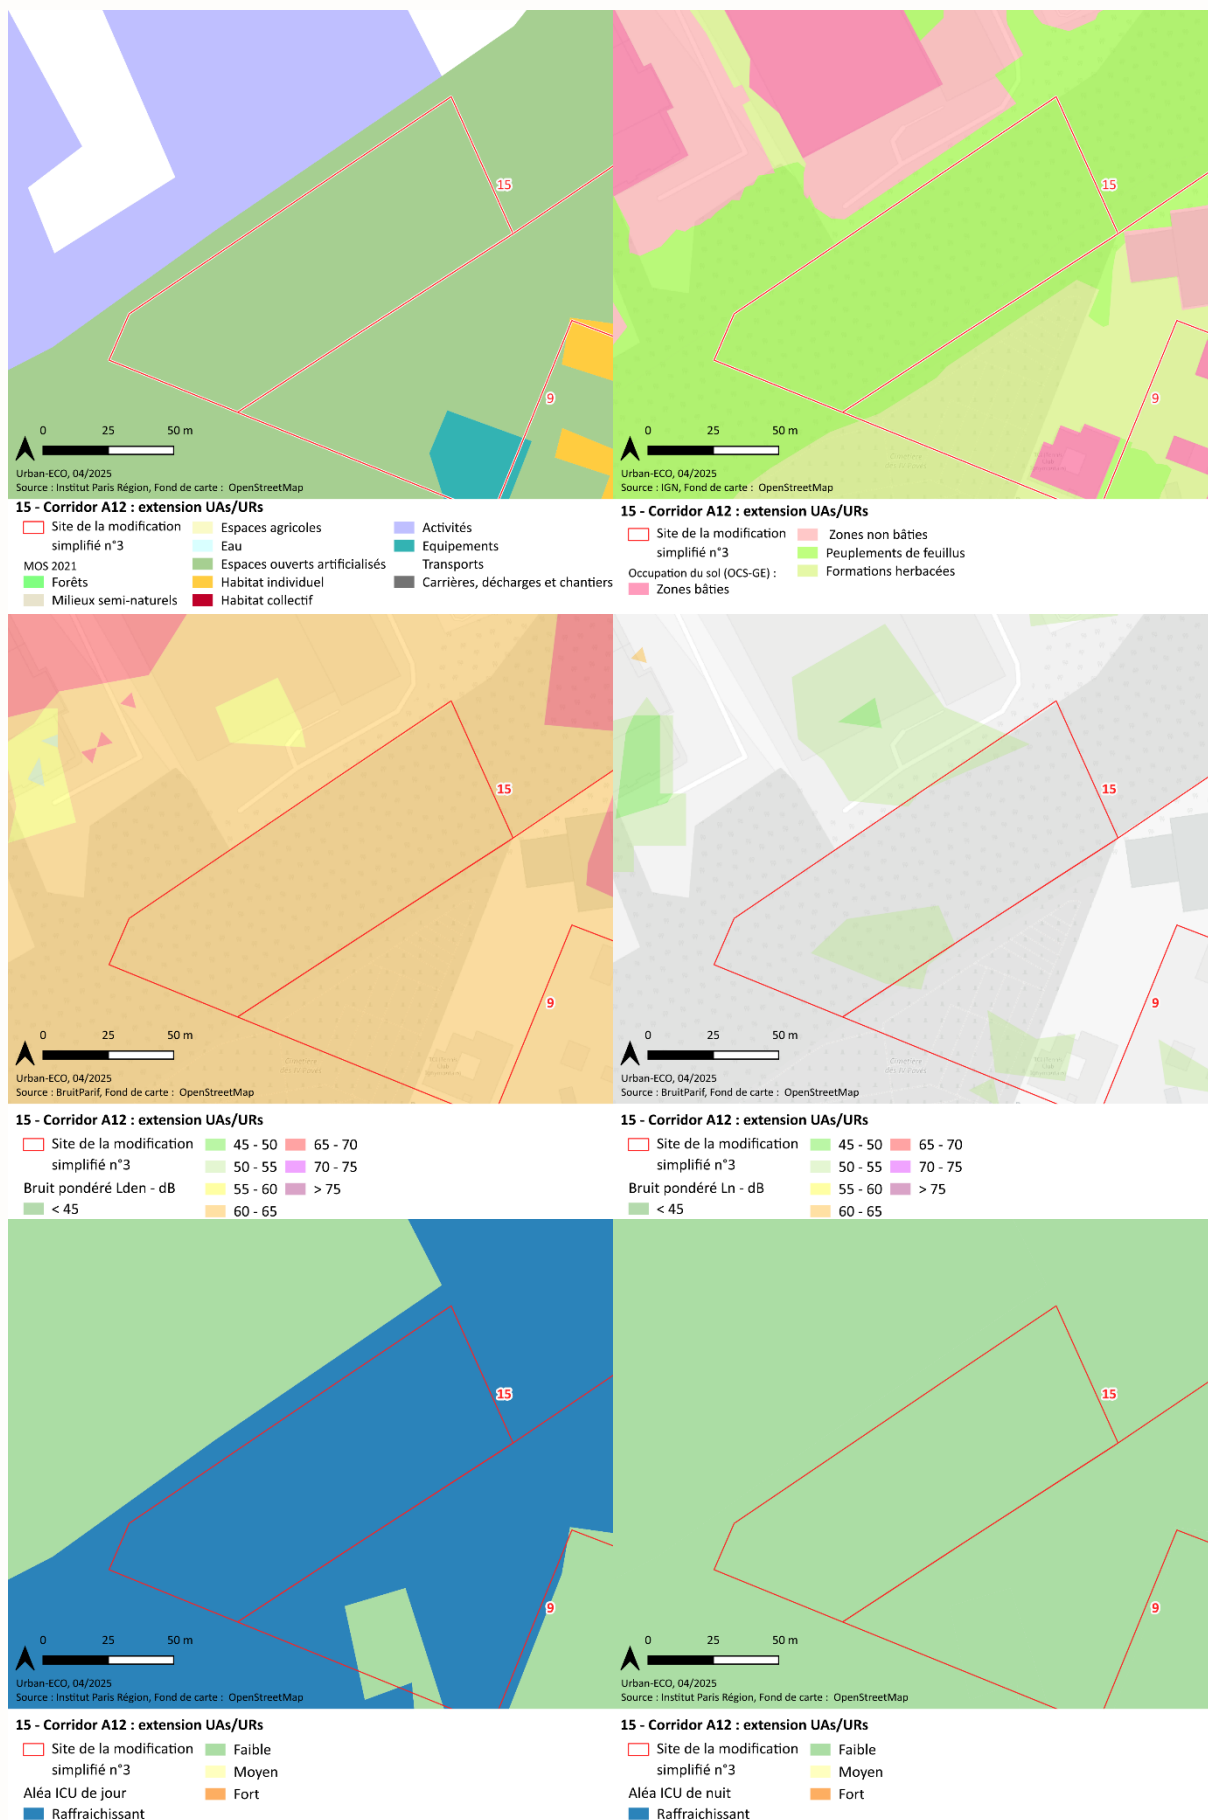 15
9
0 25 50 m
Urban-ECO, 04/2025
Source : Institut Paris Région, Fond de carte : OpenStreetMap
15 - Corridor A12 : extension UAs/URs
Site de la modification
simplifié n°3
MOS 2021
Forêts
Milieux semi-naturels
Espaces agricoles
Eau
Espaces ouverts artificialisés
Habitat individuel
Habitat collectif
Activités
Equipements
Transports
Carrières, décharges et chantiers
15
9
0 25 50 m
Urban-ECO, 04/2025
Source : IGN, Fond de carte : OpenStreetMap
15 - Corridor A12 : extension UAs/URs
Site de la modification
simplifié n°3
Occupation du sol (OCS-GE) :
Zones bâties
Zones non bâties
Peuplements de feuillus
Formations herbacées
15
9
0 25 50 m
Urban-ECO, 04/2025
Source : BruitParif, Fond de carte : OpenStreetMap
15 - Corridor A12 : extension UAs/URs
Site de la modification
simplifié n°3
Bruit pondéré Lden - dB
< 45
45 - 50
50 - 55
55 - 60
60 - 65
65 - 70
70 - 75
> 75
15
9
0 25 50 m
Urban-ECO, 04/2025
Source : BruitParif, Fond de carte : OpenStreetMap
15 - Corridor A12 : extension UAs/URs
Site de la modification
simplifié n°3
Bruit pondéré Ln - dB
< 45
45 - 50
50 - 55
55 - 60
60 - 65
65 - 70
70 - 75
> 75
15
9
0 25 50 m
Urban-ECO, 04/2025
Source : Institut Paris Région, Fond de carte : OpenStreetMap
15 - Corridor A12 : extension UAs/URs
Site de la modification
simplifié n°3
Aléa ICU de jour
Raffraichissant
Faible
Moyen
Fort
15
9
0 25 50 m
Urban-ECO, 04/2025
Source : Institut Paris Région, Fond de carte : OpenStreetMap
15 - Corridor A12 : extension UAs/URs
Site de la modification
simplifié n°3
Aléa ICU de nuit
Raffraichissant
Faible
Moyen
Fort